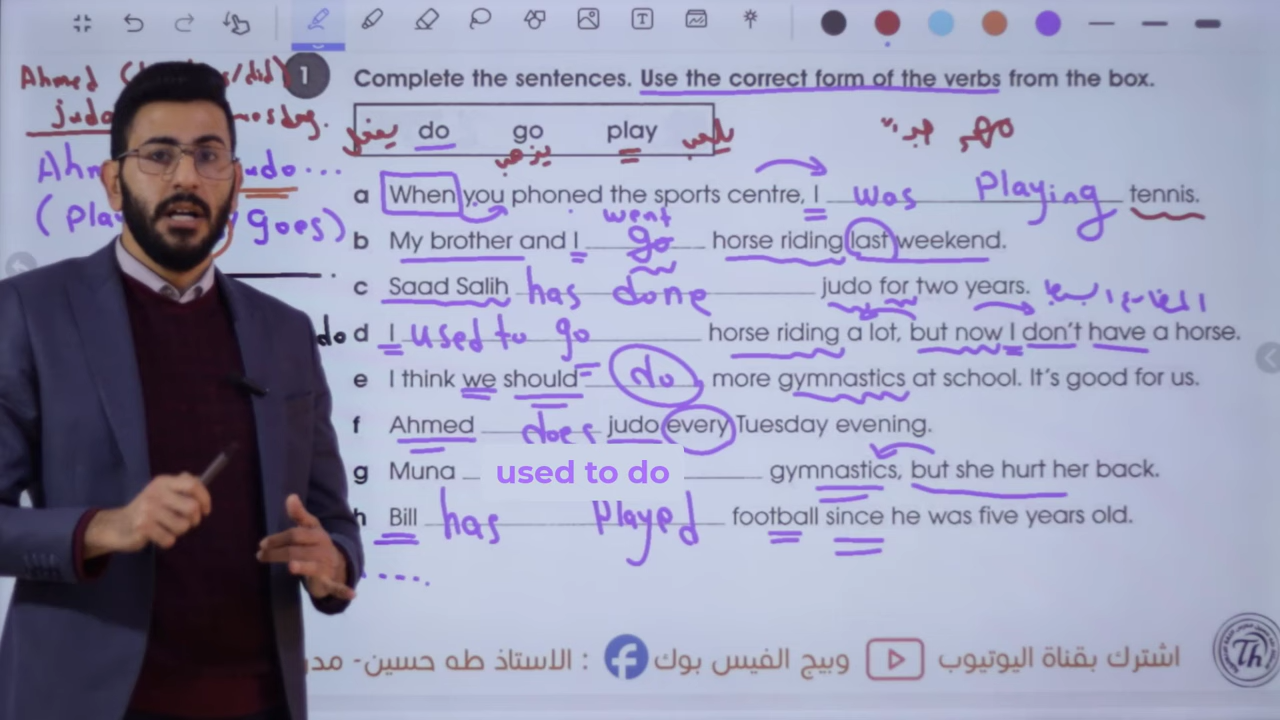 Ahmed
1 Complete the sentences. Use the correct form of the verbs from the box.
judo
do go play
يفعل يذهب يلعب
a When you phoned the sports centre, I was playing tennis.
went
b My brother and I go horse riding last weekend.
c Saad Salih has done judo for two years.
do d I used to go horse riding a lot, but now I don't have a horse.
e I think we should do more gymnastics at school. It's good for us.
f Ahmed does judo every Tuesday evening.
goes)
g Muna used to do gymnastics, but she hurt her back.
h Bill has played football since he was five years old.
اشترك بقناة اليوتيوب وبيج الفيس بوك : الاستاذ طه حسين-
Th